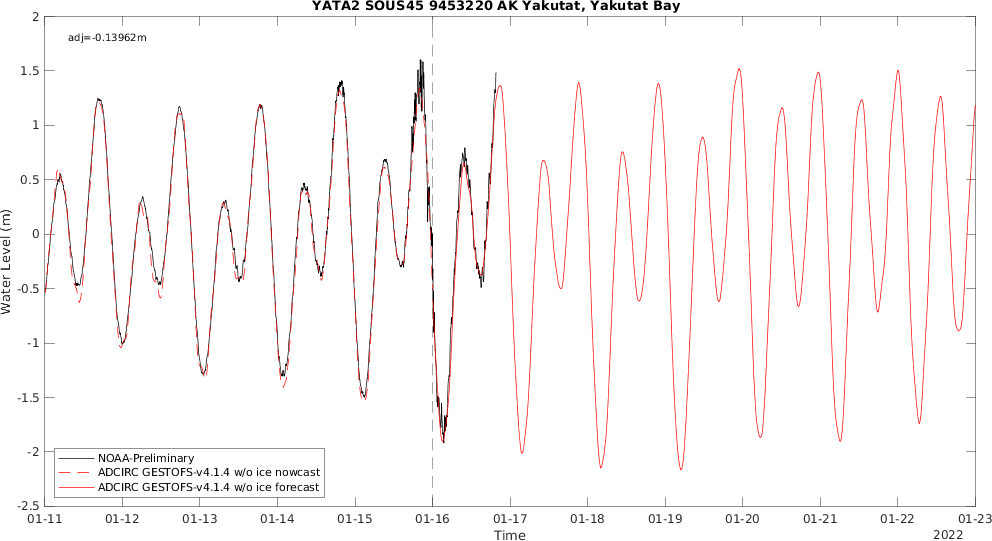 YATA2 SOUS45 9453220 AK Yakutat, Yakutat Bay
adj=-0.13962m
2
1.5
1
0.5
0
-0.5
-1
-1.5
-2
-2.5
Water Level (m)
NOAA-Preliminary
ADCIRC GESTOFS-v4.1.4 w/o ice nowcast
ADCIRC GESTOFS-v4.1.4 w/o ice forecast
01-11 01-12 01-13 01-14 01-15 01-16 01-17 01-18 01-19 01-20 01-21 01-22 01-23
Time
2022